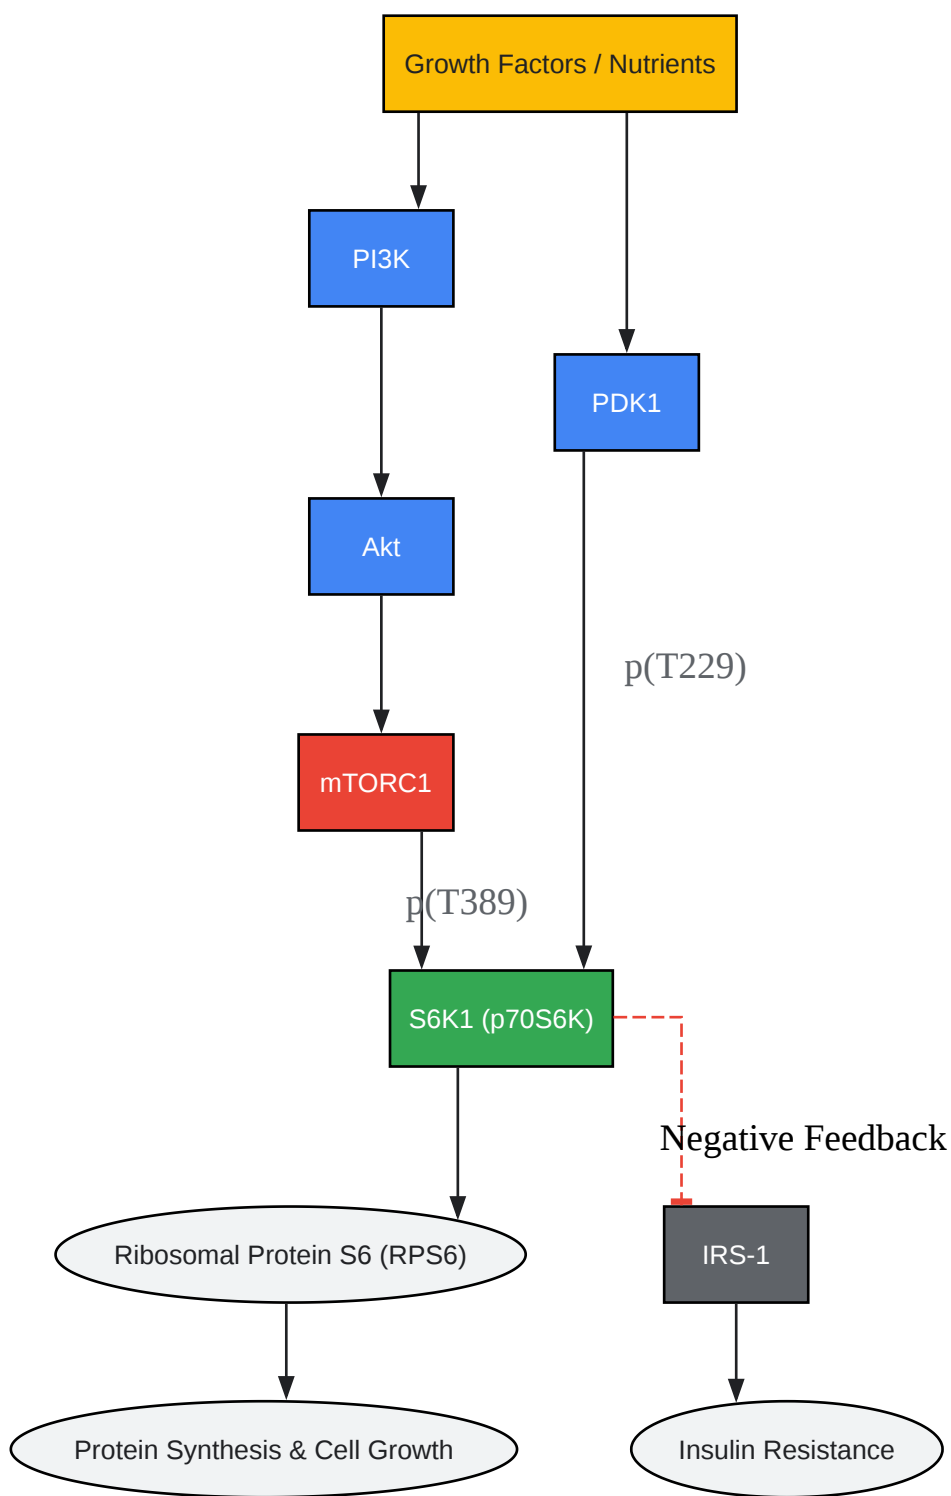 Growth Factors / Nutrients
PI3K
PDK1
Akt
p(T229)
mTORC1
p(T389)
S6K1 (p70S6K)
Negative Feedback
Ribosomal Protein S6 (RPS6)
IRS-1
Protein Synthesis & Cell Growth
Insulin Resistance